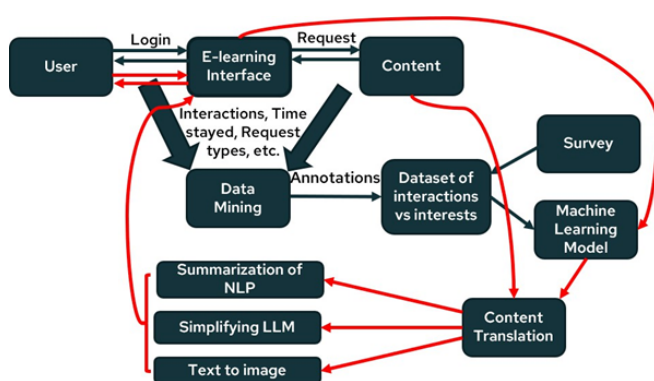 Login
Request
User
E-learning
Interface
Content
Interactions, Time
stayed, Request
types, etc.
Survey
Annotations
Data
Mining
Dataset of
interactions
vs interests
Machine
Learning
Model
Summarization of
NLP
Simplifying LLM
Content
Translation
Text to image